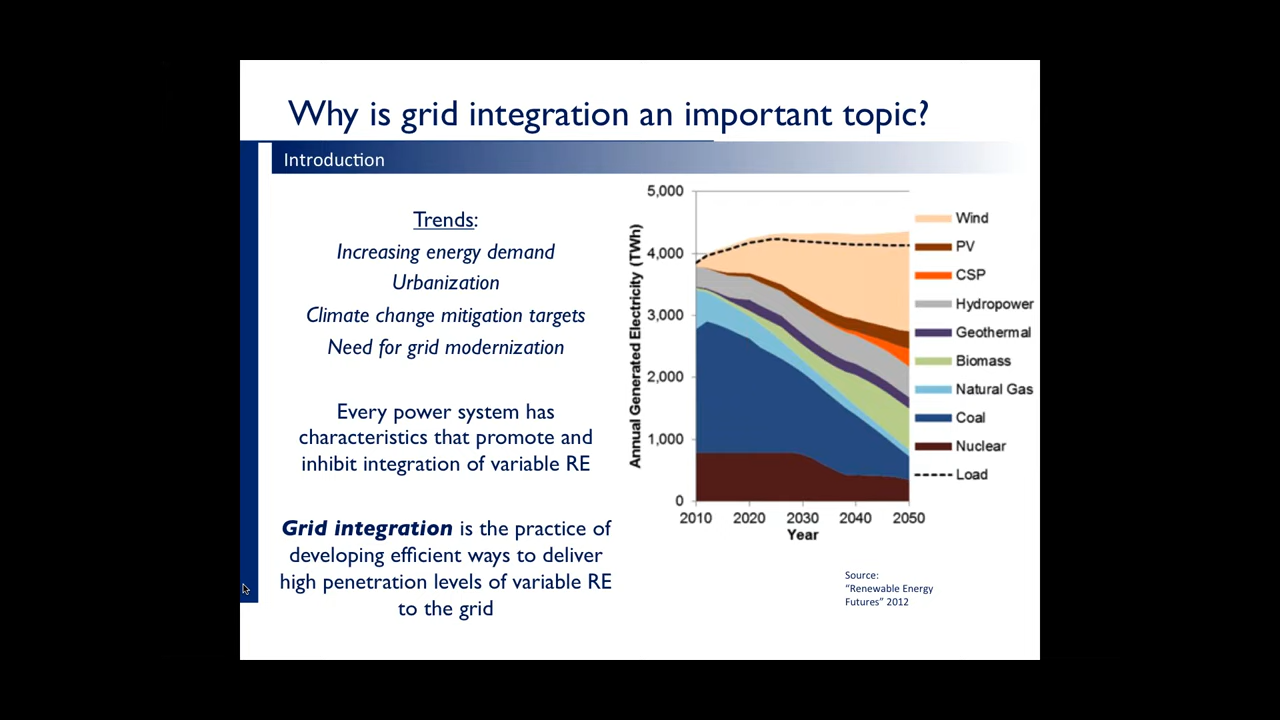 Why is grid integration an important topic?
Introduction
Trends:
Increasing energy demand
Urbanization
Climate change mitigation targets
Need for grid modernization
Every power system has
characteristics that promote and
inhibit integration of variable RE
Grid integration is the practice of
developing efficient ways to deliver
high penetration levels of variable RE
to the grid
Annual Generated Electricity (TWh)
5,000
4,000
3,000
2,000
1,000
0
2010 2020 2030 2040 2050
Year
Wind
PV
CSP
Hydropower
Geothermal
Biomass
Natural Gas
Coal
Nuclear
Load
Source:
“Renewable Energy
Futures” 2012